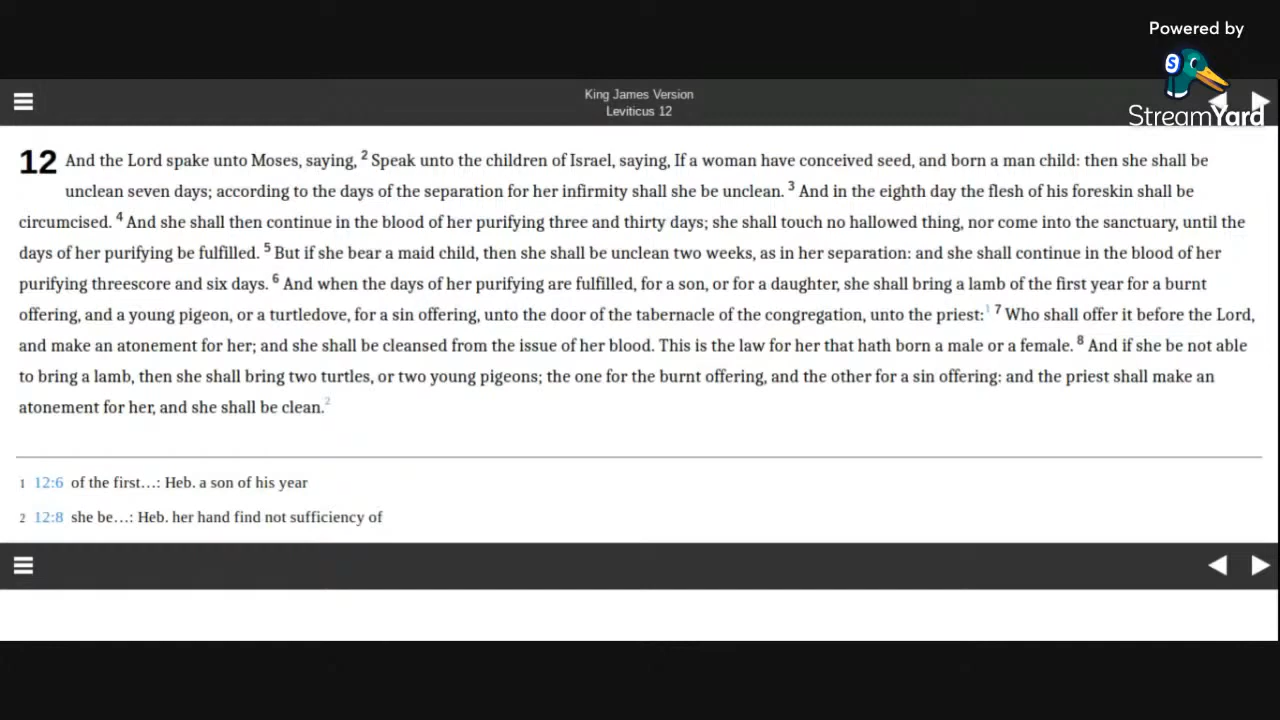 Powered by
StreamYard
King James Version
Leviticus 12
12 And the Lord spake unto Moses, saying, 2 Speak unto the children of Israel, saying, If a woman have conceived seed, and born a man child: then she shall be
unclean seven days; according to the days of the separation for her infirmity shall she be unclean. 3 And in the eighth day the flesh of his foreskin shall be
circumcised. 4 And she shall then continue in the blood of her purifying three and thirty days; she shall touch no hallowed thing, nor come into the sanctuary, until the
days of her purifying be fulfilled. 5 But if she bear a maid child, then she shall be unclean two weeks, as in her separation: and she shall continue in the blood of her
purifying threescore and six days. 6 And when the days of her purifying are fulfilled, for a son, or for a daughter, she shall bring a lamb of the first year for a burnt
offering, and a young pigeon, or a turtledove, for a sin offering, unto the door of the tabernacle of the congregation, unto the priest:1 7 Who shall offer it before the Lord,
and make an atonement for her; and she shall be cleansed from the issue of her blood. This is the law for her that hath born a male or a female. 8 And if she be not able
to bring a lamb, then she shall bring two turtles, or two young pigeons; the one for the burnt offering, and the other for a sin offering: and the priest shall make an
atonement for her, and she shall be clean.2
1 12:6 of the first…: Heb. a son of his year
2 12:8 she be…: Heb. her hand find not sufficiency of